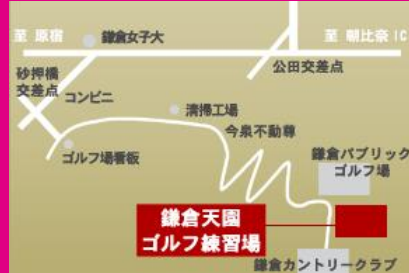 至 原宿
鎌倉女子大
至 朝比奈 IC
公田交差点
砂押橋
交差点
コンビニ
清掃工場
今泉不動尊
ゴルフ場看板
鎌倉パブリック
ゴルフ場
鎌倉天園
ゴルフ練習場
鎌倉カントリークラブ